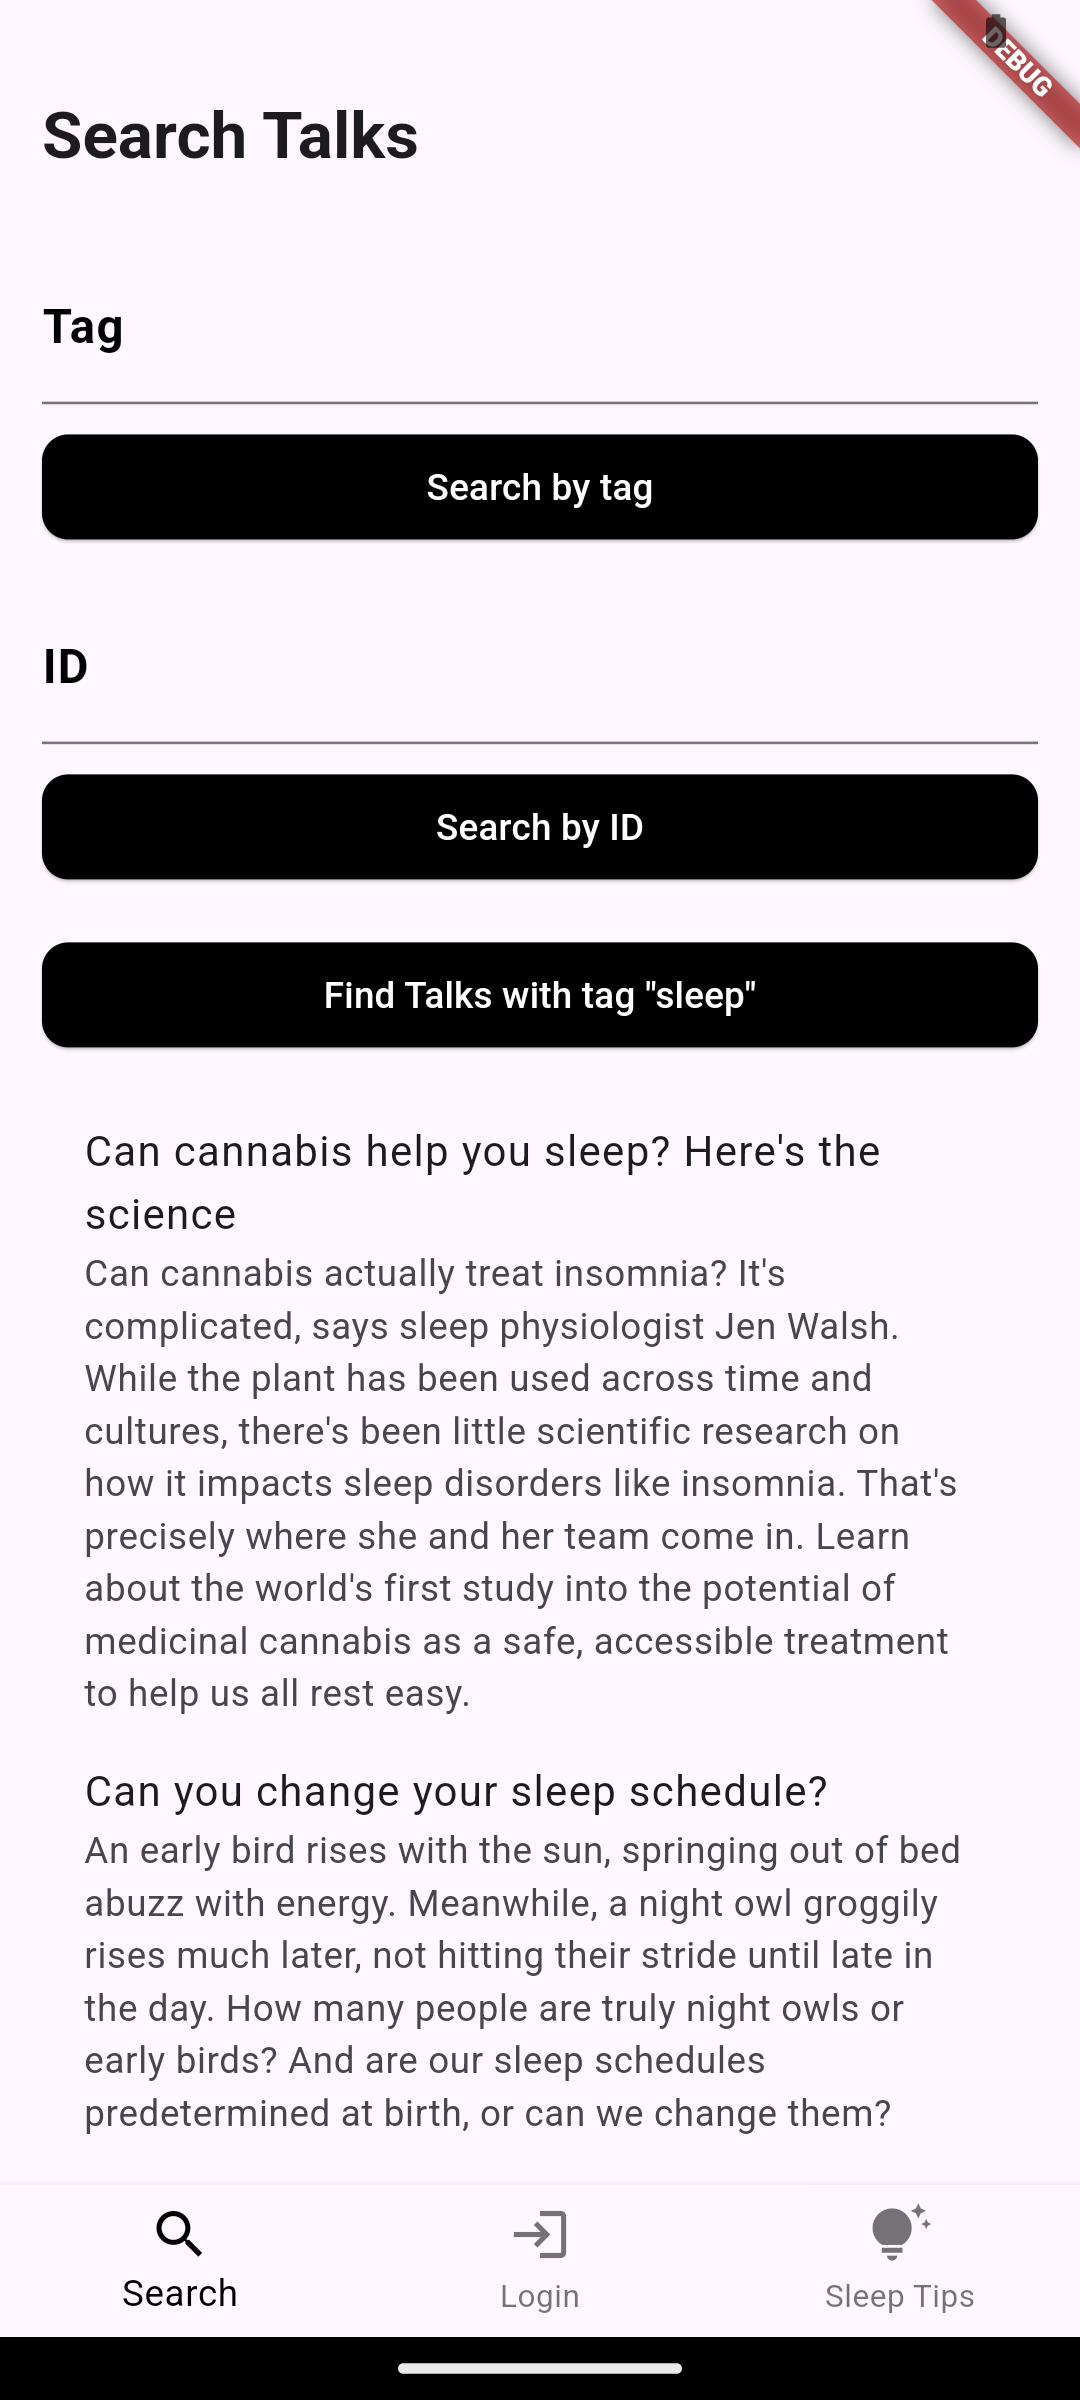 DEBUG
Search Talks
Tag
Search by tag
ID
Search by ID
Find Talks with tag "sleep"
Can cannabis help you sleep? Here's the
science
Can cannabis actually treat insomnia? It's
complicated, says sleep physiologist Jen Walsh.
While the plant has been used across time and
cultures, there's been little scientific research on
how it impacts sleep disorders like insomnia. That's
precisely where she and her team come in. Learn
about the world's first study into the potential of
medicinal cannabis as a safe, accessible treatment
to help us all rest easy.
Can you change your sleep schedule?
An early bird rises with the sun, springing out of bed
abuzz with energy. Meanwhile, a night owl groggily
rises much later, not hitting their stride until late in
the day. How many people are truly night owls or
early birds? And are our sleep schedules
predetermined at birth, or can we change them?
Search
Login
Sleep Tips